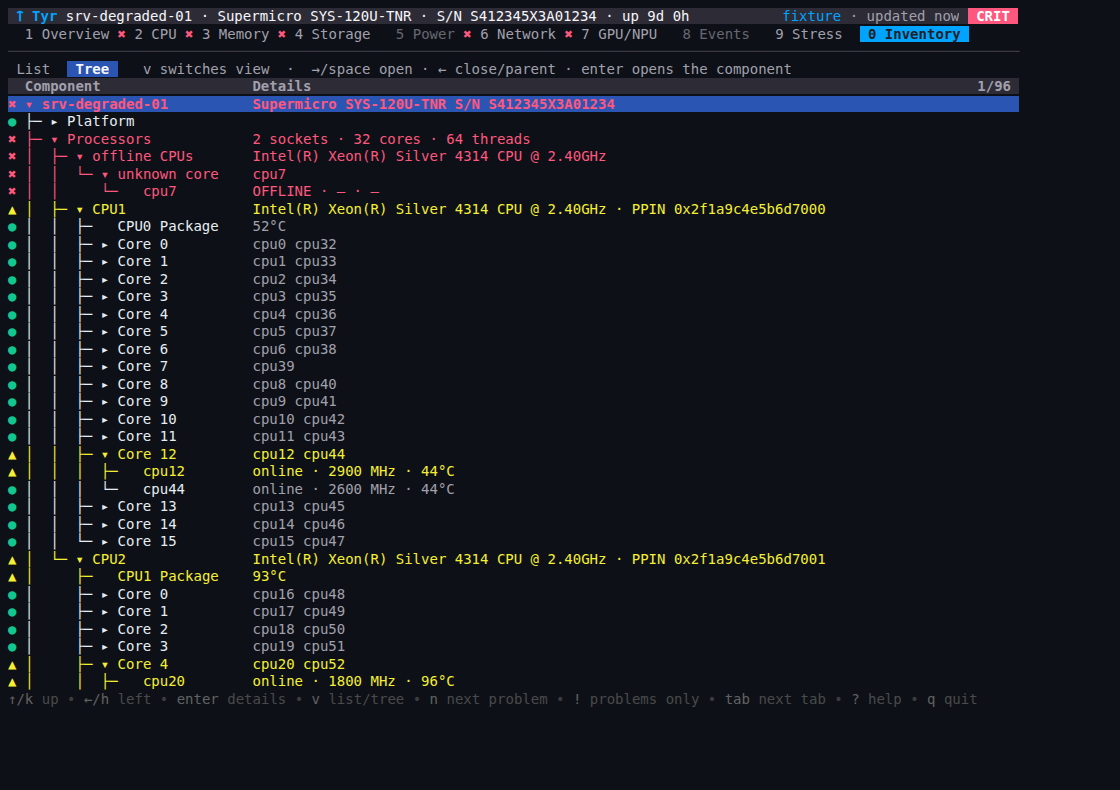 ↑ Tyr srv-degraded-01 · Supermicro SYS-120U-TNR · S/N S412345X3A01234 · up 9d 0h fixture · updated now CRIT
1 Overview ✖ 2 CPU ✖ 3 Memory ✖ 4 Storage 5 Power ✖ 6 Network ✖ 7 GPU/NPU 8 Events 9 Stress 0 Inventory
List Tree v switches view · →/space open · ← close/parent · enter opens the component
Component Details 1/96
✖ ▾ srv-degraded-01 Supermicro SYS-120U-TNR S/N S412345X3A01234
● ├─ ▸ Platform
✖ ├─ ▾ Processors 2 sockets · 32 cores · 64 threads
✖ │ ├─ ▾ offline CPUs Intel(R) Xeon(R) Silver 4314 CPU @ 2.40GHz
✖ │ │ └─ ▾ unknown core cpu7
✖ │ │ └─ cpu7 OFFLINE · — · —
▲ │ ├─ ▾ CPU1 Intel(R) Xeon(R) Silver 4314 CPU @ 2.40GHz · PPIN 0x2f1a9c4e5b6d7000
● │ │ ├─ CPU0 Package 52°C
● │ │ ├─ ▸ Core 0 cpu0 cpu32
● │ │ ├─ ▸ Core 1 cpu1 cpu33
● │ │ ├─ ▸ Core 2 cpu2 cpu34
● │ │ ├─ ▸ Core 3 cpu3 cpu35
● │ │ ├─ ▸ Core 4 cpu4 cpu36
● │ │ ├─ ▸ Core 5 cpu5 cpu37
● │ │ ├─ ▸ Core 6 cpu6 cpu38
● │ │ ├─ ▸ Core 7 cpu39
● │ │ ├─ ▸ Core 8 cpu8 cpu40
● │ │ ├─ ▸ Core 9 cpu9 cpu41
● │ │ ├─ ▸ Core 10 cpu10 cpu42
● │ │ ├─ ▸ Core 11 cpu11 cpu43
▲ │ │ ├─ ▾ Core 12 cpu12 cpu44
▲ │ │ │ ├─ cpu12 online · 2900 MHz · 44°C
● │ │ │ └─ cpu44 online · 2600 MHz · 44°C
● │ │ ├─ ▸ Core 13 cpu13 cpu45
● │ │ ├─ ▸ Core 14 cpu14 cpu46
● │ │ └─ ▸ Core 15 cpu15 cpu47
▲ │ └─ ▾ CPU2 Intel(R) Xeon(R) Silver 4314 CPU @ 2.40GHz · PPIN 0x2f1a9c4e5b6d7001
▲ │ ├─ CPU1 Package 93°C
● │ ├─ ▸ Core 0 cpu16 cpu48
● │ ├─ ▸ Core 1 cpu17 cpu49
● │ ├─ ▸ Core 2 cpu18 cpu50
● │ ├─ ▸ Core 3 cpu19 cpu51
▲ │ ├─ ▾ Core 4 cpu20 cpu52
▲ │ │ ├─ cpu20 online · 1800 MHz · 96°C
↑/k up • ←/h left • enter details • v list/tree • n next problem • ! problems only • tab next tab • ? help • q quit